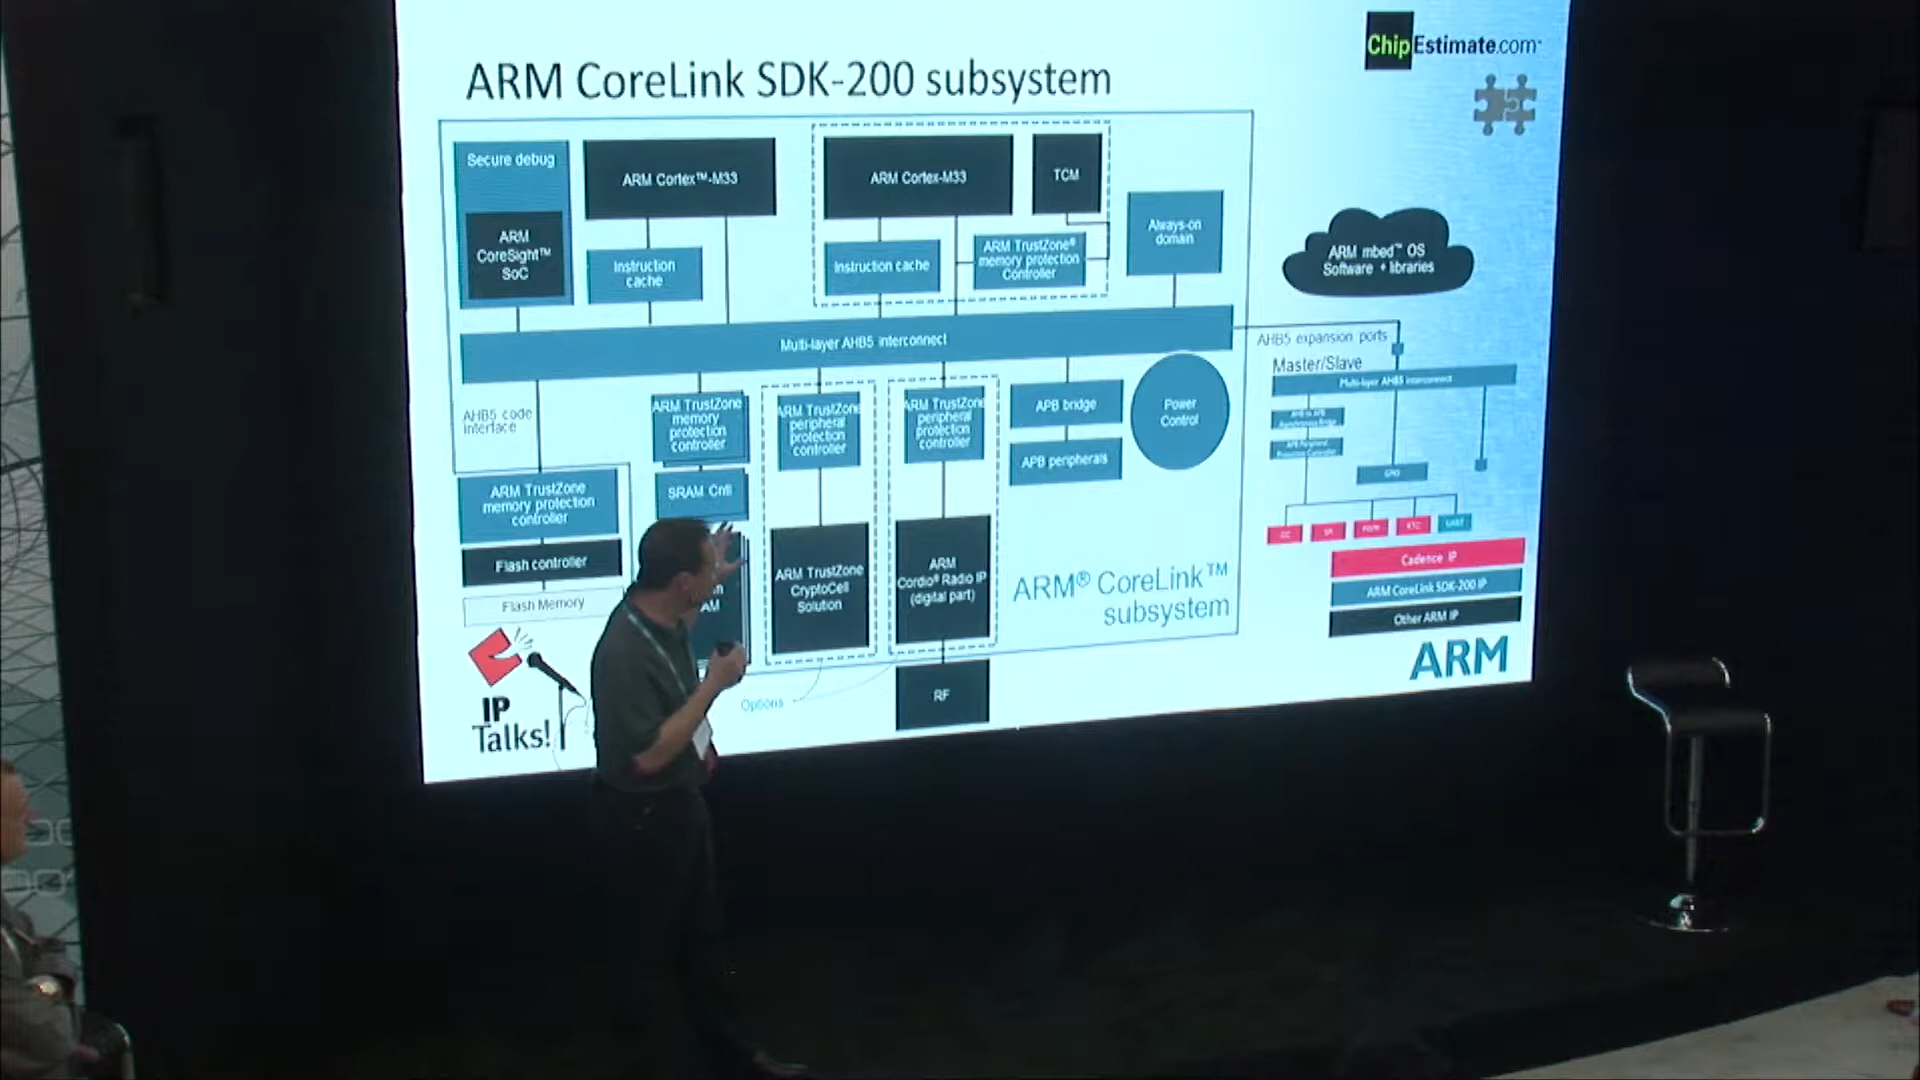 ChipEstimate.com
ARM CoreLink SDK-200 subsystem
Secure debug
ARM
CoreSight™
SoC
ARM Cortex™-M33
Instruction
cache
ARM Cortex-M33
TCM
Instruction cache
ARM TrustZone®
memory protection
Controller
Always-on
domain
ARM mbed™ OS
Software + libraries
Multi-layer AHB5 interconnect
AHB5 expansion ports
Master/Slave
Multi-layer AHB5 interconnect
AHB5 code
interface
ARM TrustZone
memory
protection
controller
ARM TrustZone
peripheral
protection
controller
ARM TrustZone
peripheral
protection
controller
APB bridge
Power
Control
APB peripherals
SRAM Cntl
ARM TrustZone
memory protection
controller
Flash controller
Flash Memory
ARM TrustZone
CryptoCell
Solution
ARM
Cordio® Radio IP
(digital part)
ARM® CoreLink™
subsystem
GPIO
RTC
UART
Cadence IP
ARM CoreLink SDK-200 IP
Other ARM IP
ARM
RF
Options
IP
Talks!